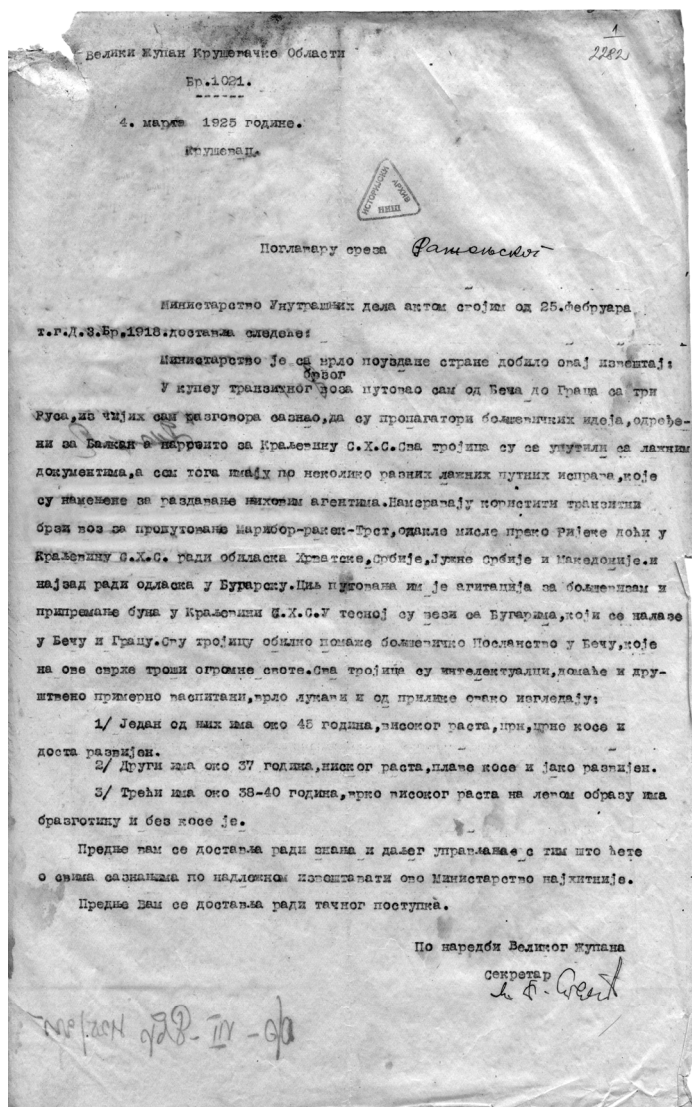 1
2282
Велики Жупан Крушевачке Области
Бр.1021.
4. марта 1925 године.
Крушевац.
ИСТОРИЈСКИ АРХИВ НИШ
Поглавару среза
Министарство Унутрашних дела актом својим од 25.фебруара
т.г.Д.З.Бр.1918.доставља следеће:
Министарство је са врло поуздане стране добило овај извештај:
брзог
У купеу транзитног воза путовао сам од Беча до Граца са три
Руса,из чијих сам разговора сазнао,да су пропагатори бољшевичких идеја,одређе-
ни за Балкан а нарочито за Краљевину С.Х.С.Сва тројица су се упутили са лажним
документима,а сем тога имају по неколико разних лажних путних исправа,које
су намењене за раздавање њиховим агентима.Намеравају користити транзитни
брзи воз за пропутовање Марибор-ракек-Трст,одакле мисле преко Ријеке доћи у
Краљевину С.Х.С. ради обиласка Хрватске,Србије,Јужне Србије и Македоније.и
најзад ради одласка у Бугарску.Циљ путовања им је агитација за бољшевизам и
припремање буна у Краљевини С.Х.С.У тесној су вези са Бугарима,који се налазе
у Бечу и Грацу.Сву тројицу обилно помаже бољшевичко Посланство у Бечу,које
на ове сврхе троши огромне своте.Сва тројица су интелектуалци,домаће и дру-
штвено примерно васпитани,врло лукави и од прилике овако изгледају:
1/ Један од њих има око 45 година,високог раста,црн,црне косе и
доста развијен.
2/ Други има око 37 година,ниског раста,плаве косе и јако развијен.
3/ Трећи има око 38-40 година,врко високог раста на левом образу има
бразготину и без косе је.
Предње вам се доставља ради знања и даљег управљање с тим што ћете
о свима сазнањима по надлежном извештавати ово Министарство најхитније.
Предње Вам се доставља ради тачног поступка.
По наредби Великог Жупана
секретар